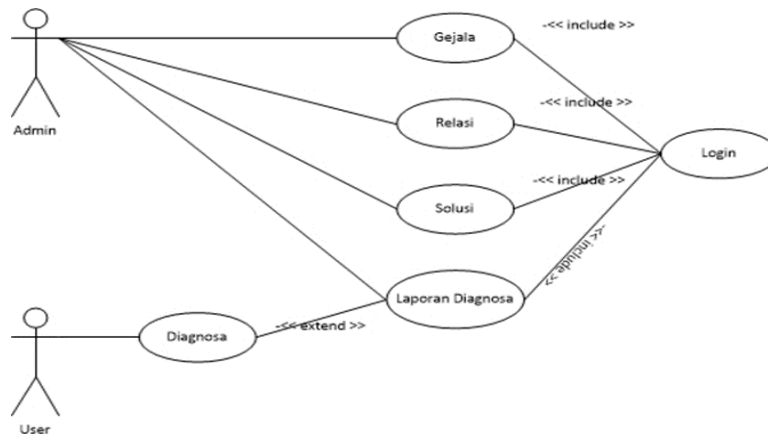 Gejala
-<< include >>
Admin
Relasi
-<< include >>
Login
Solusi
-<< include >>
-<< include >>
Laporan Diagnosa
Diagnosa
-<< extend >>
User